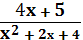 4x + 5
x² + 2x + 4